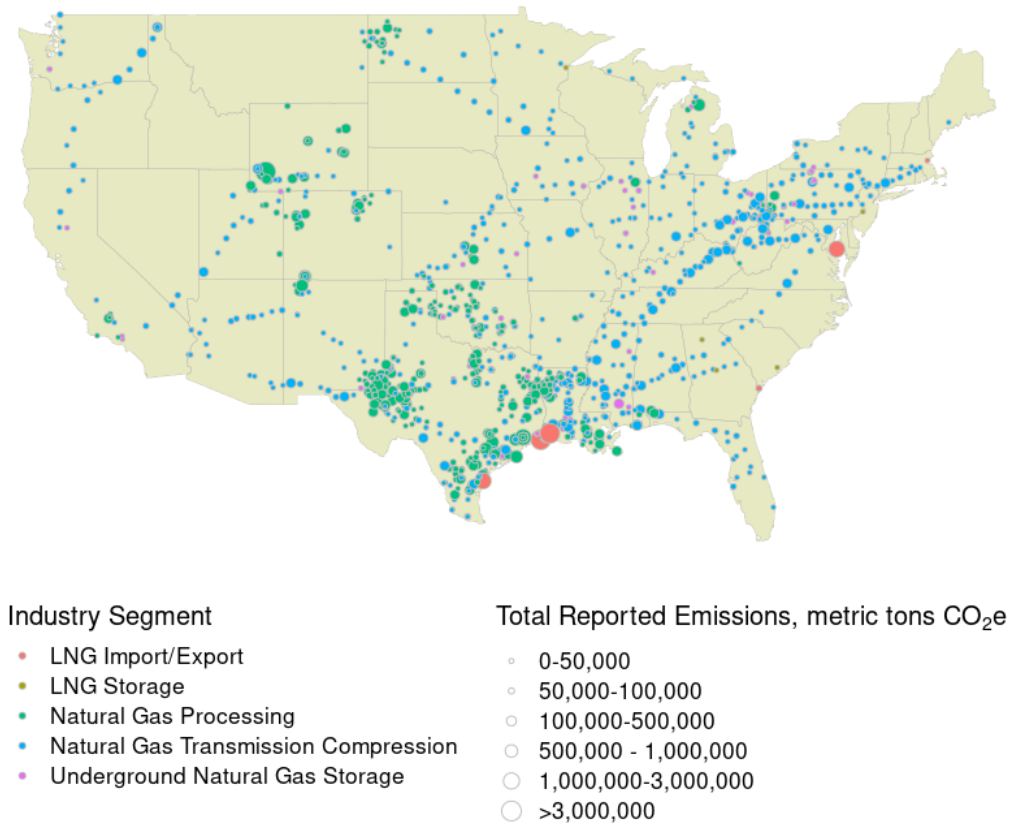 Industry Segment
LNG Import/Export
LNG Storage
Natural Gas Processing
Natural Gas Transmission Compression
Underground Natural Gas Storage
Total Reported Emissions, metric tons CO₂e
0-50,000
50,000-100,000
100,000-500,000
500,000 - 1,000,000
1,000,000-3,000,000
>3,000,000